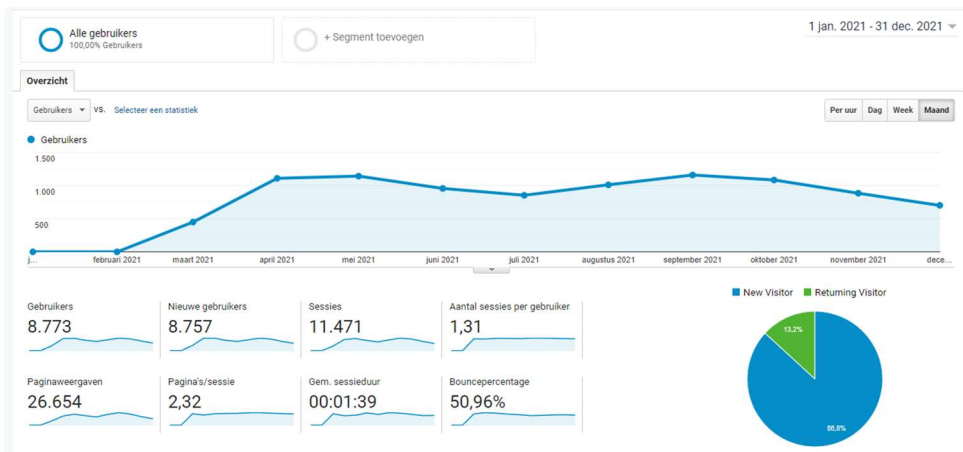 Alle gebruikers
100,00% Gebruikers
+ Segment toevoegen
1 jan. 2021 - 31 dec. 2021
Overzicht
Gebruikers VS. Selecteer een statistiek
Per uur Dag Week Maand
Gebruikers
1.500
1.000
500
j... februari 2021 maart 2021 april 2021 mei 2021 juni 2021 juli 2021 augustus 2021 september 2021 oktober 2021 november 2021 dece...
New Visitor Returning Visitor
Gebruikers Nieuwe gebruikers Sessies Aantal sessies per gebruiker
8.773 8.757 11.471 1,31
13,2%
Paginaweergaven Pagina's/sessie Gem. sessieduur Bouncepercentage
26.654 2,32 00:01:39 50,96%
86,8%